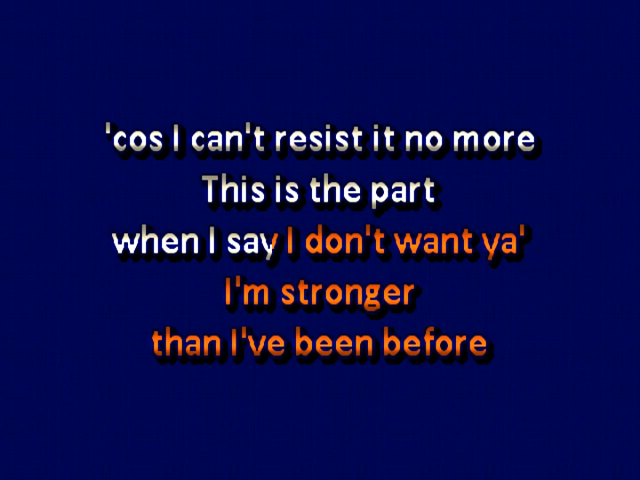 'cos I can't resist it no more
This is the part
when I say I don't want ya'
I'm stronger
than I've been before